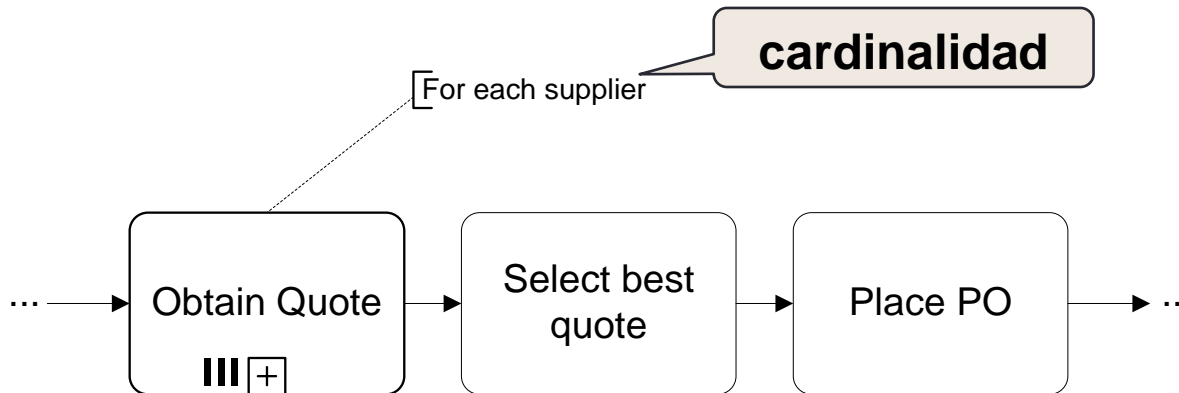 cardinalidad
For each supplier
... Obtain Quote
Select best
quote
Place PO
..